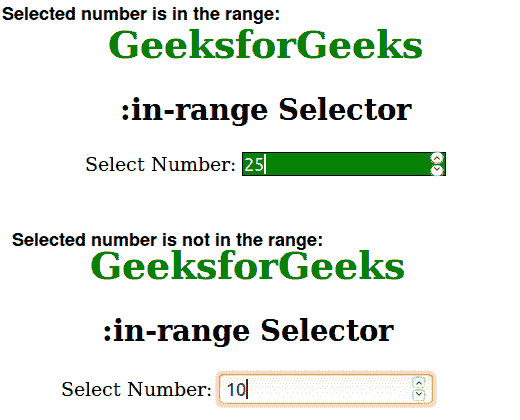 Selected number is in the range:
GeeksforGeeks
:in-range Selector
Select Number: 25
Selected number is not in the range:
GeeksforGeeks
:in-range Selector
Select Number: 10